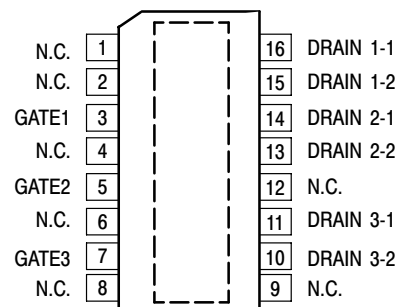 N.C. 1 16 DRAIN 1-1
N.C. 2 15 DRAIN 1-2
GATE1 3 14 DRAIN 2-1
N.C. 4 13 DRAIN 2-2
GATE2 5 12 N.C.
N.C. 6 11 DRAIN 3-1
GATE3 7 10 DRAIN 3-2
N.C. 8 9 N.C.